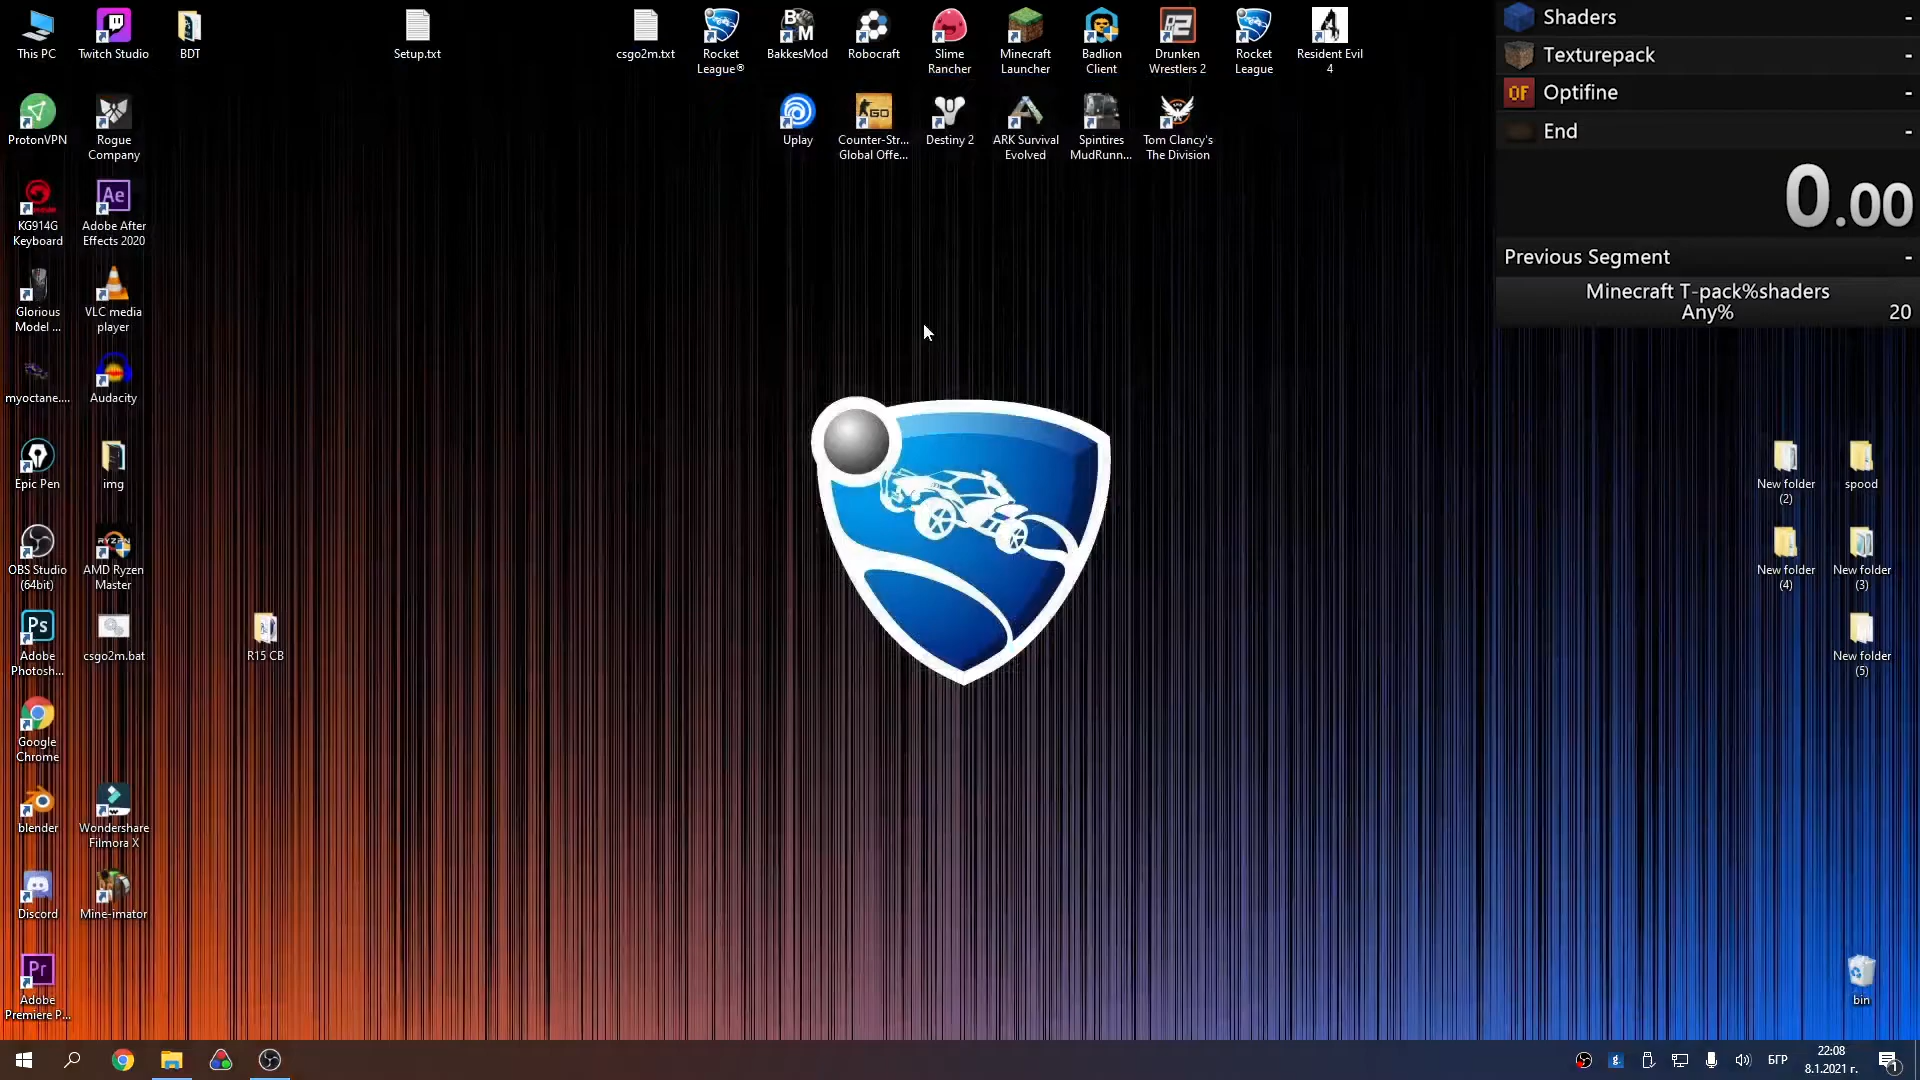 This PC
Twitch Studio
BDT
Setup.txt
csgo2m.txt
Rocket
League®
BakkesMod
Robocraft
Slime
Rancher
Minecraft
Launcher
Badlion
Client
Drunken
Wrestlers 2
Rocket
League
Resident Evil
4
ProtonVPN
Rogue
Company
Uplay
Counter-Str...
Global Offe...
Destiny 2
ARK Survival
Evolved
Spintires
MudRunn...
Tom Clancy's
The Division
KG914G
Keyboard
Ae
Adobe After
Effects 2020
Glorious
Model ...
VLC media
player
myoctane....
Audacity
Epic Pen
img
OBS Studio
(64bit)
RYZEN
AMD Ryzen
Master
Ps
Adobe
Photosh...
csgo2m.bat
R15 CB
Google
Chrome
blender
Wondershare
Filmora X
Discord
Mine-imator
Pr
Adobe
Premiere P...
Shaders -
Texturepack -
OF Optifine -
End -
0.00
Previous Segment -
Minecraft T-pack%shaders
Any% 20
New folder
(2)
spood
New folder
(4)
New folder
(3)
New folder
(5)
bin
БГР
22:08
8.1.2021 г.
1